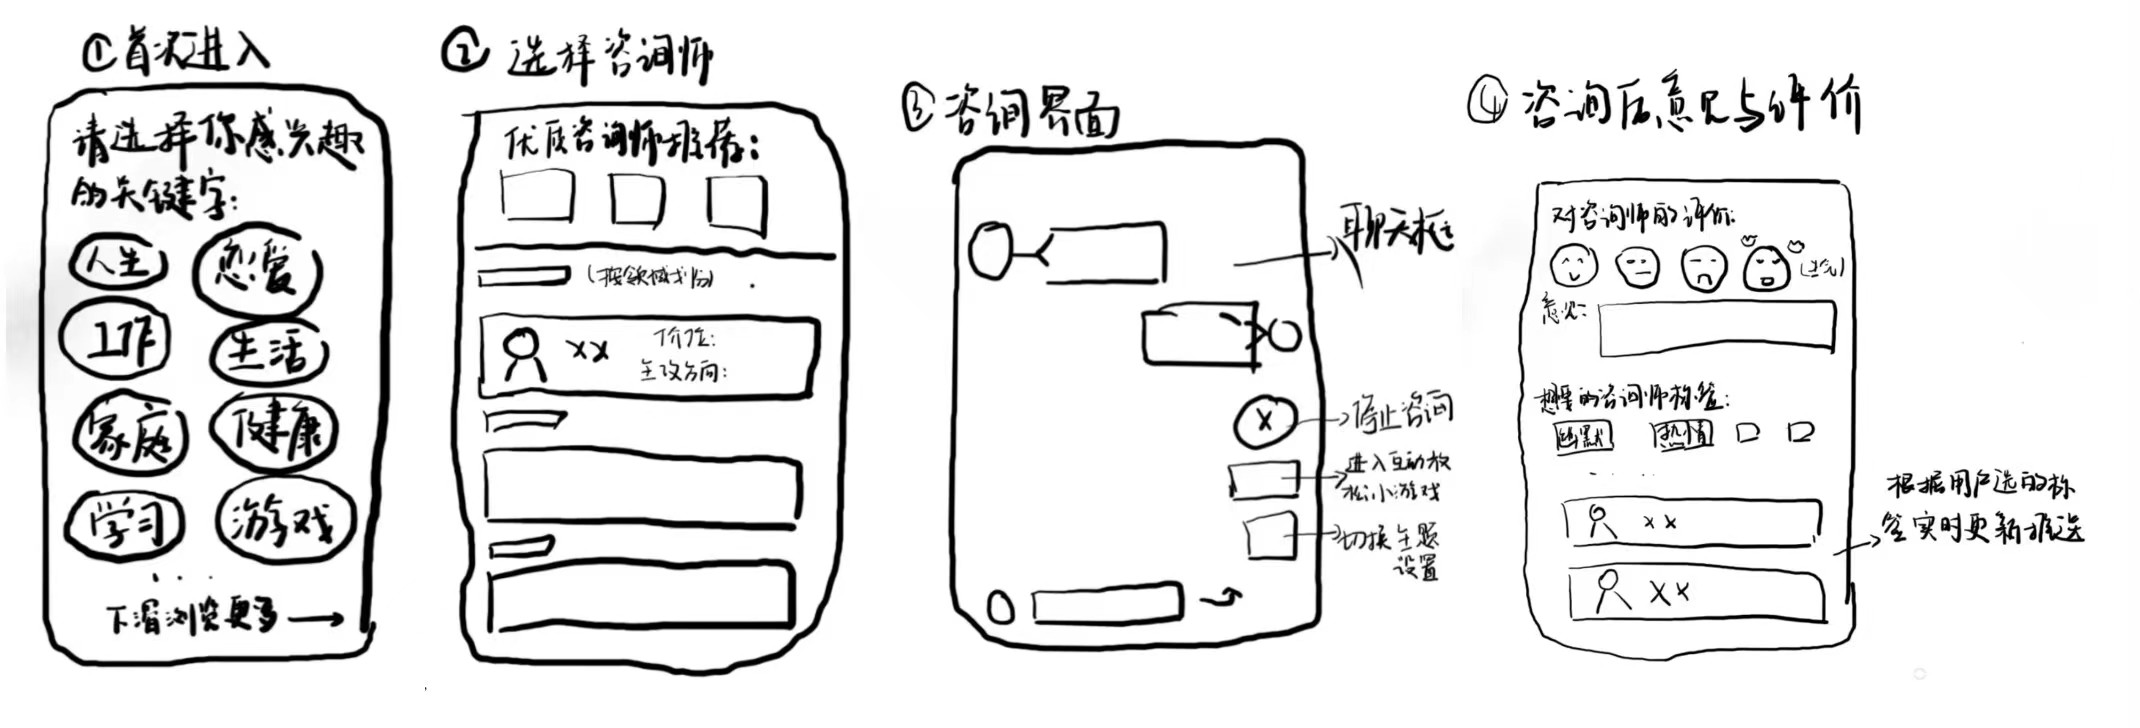 ①首次进入
请选择你感兴趣
的关键字:
人生
恋爱
工作
生活
家庭
健康
学习
游戏
....
下滑浏览更多→
② 选择咨询师
优质咨询师推荐:
(按领域划分)
xx
价位:
主攻方向:
③咨询界面
聊天框
x
停止咨询
进入互动放
松小游戏
切换主题
设置
④咨询后意见与评价
对咨询师的评价:
(生气)
意见:
想要的咨询师标签:
幽默
热情
.....
xx
xx
根据用户选的标
签实时更新推送